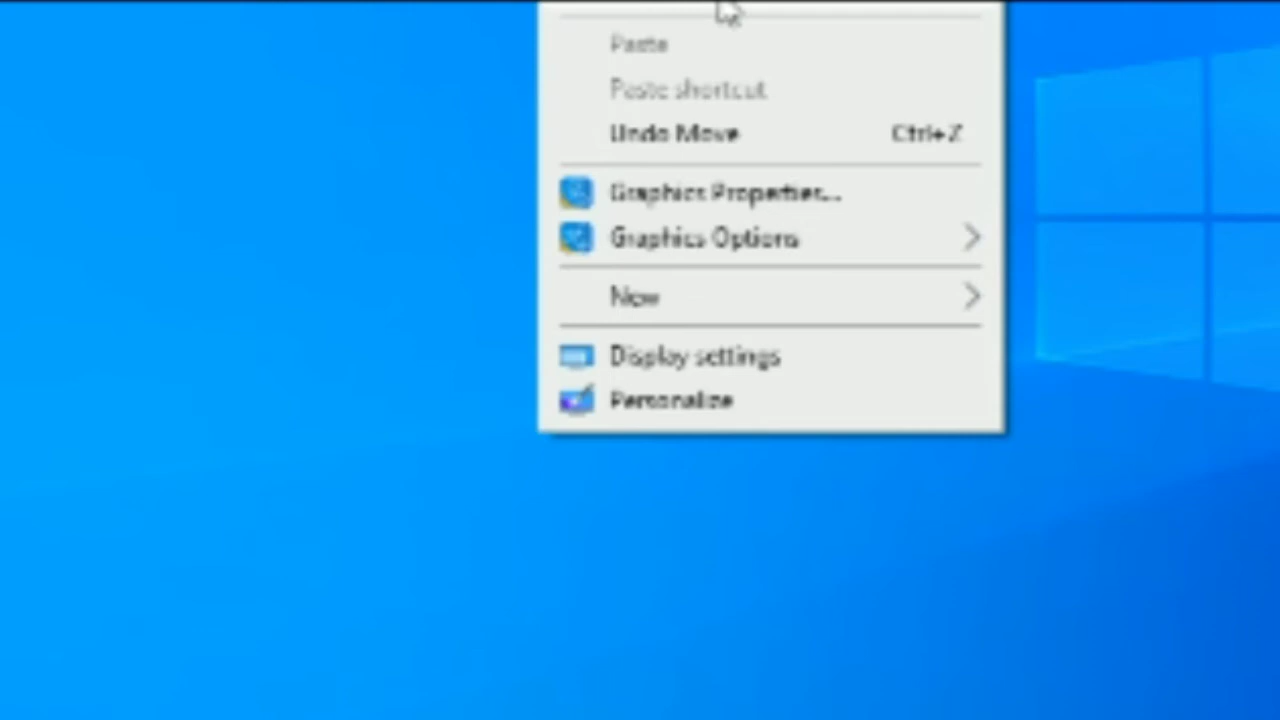 Paste
Paste shortcut
Undo Move Ctrl+Z
Graphics Properties...
Graphics Options
New
Display settings
Personalize